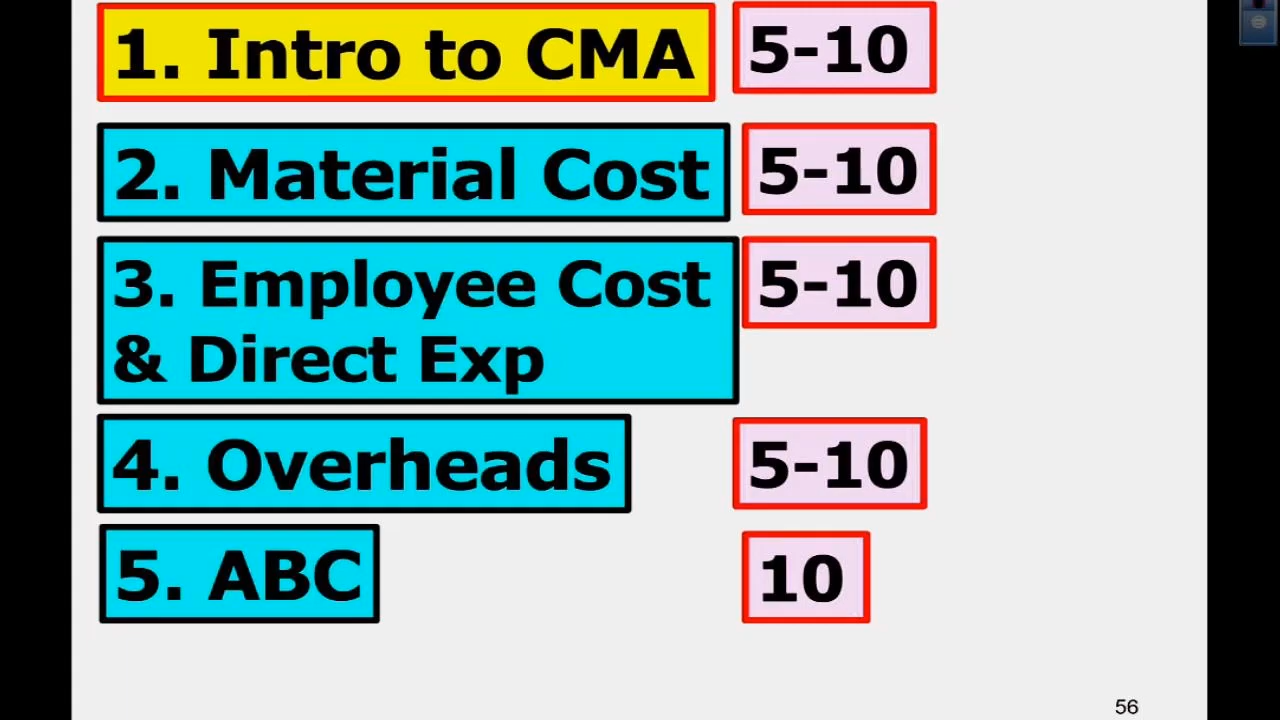 1. Intro to CMA 5-10
2. Material Cost 5-10
3. Employee Cost 5-10
& Direct Exp
4. Overheads 5-10
5. ABC 10
56